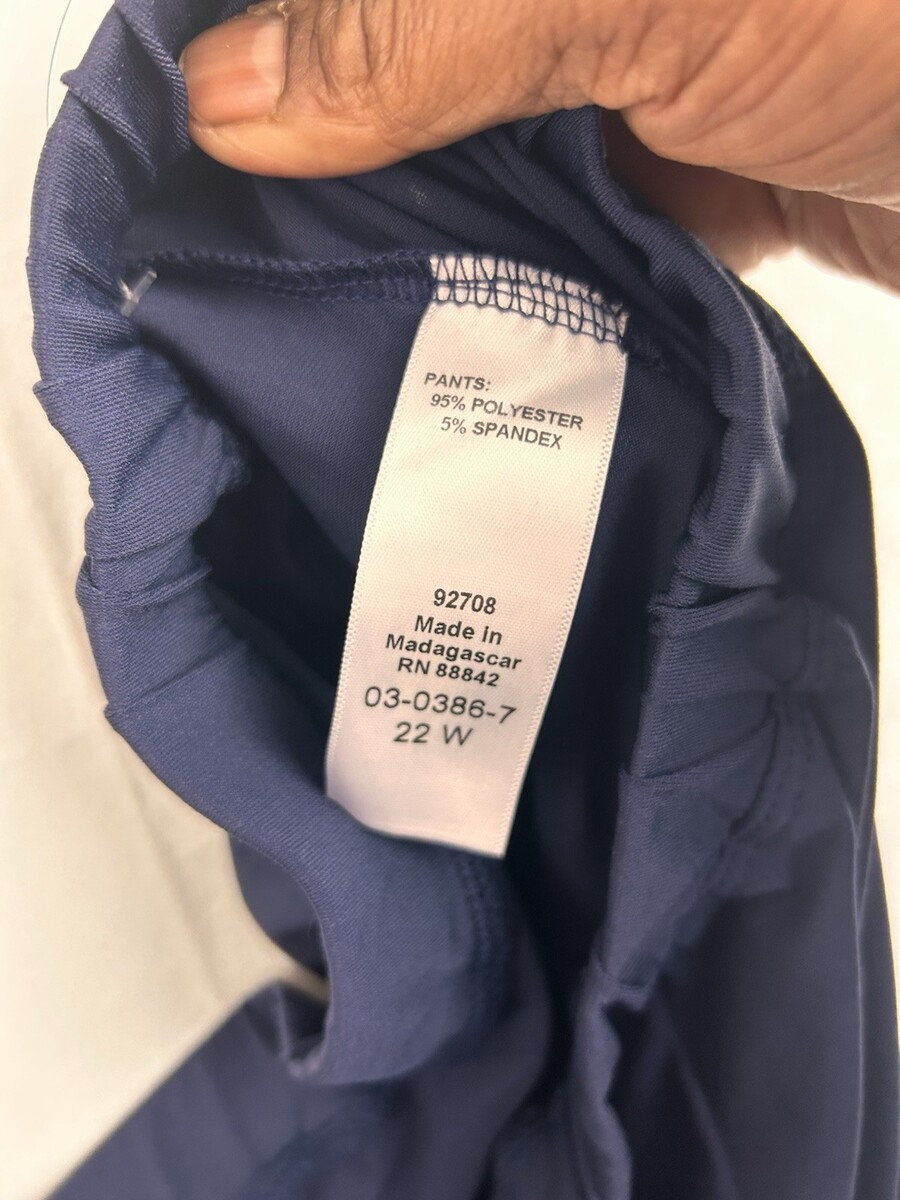 PANTS:
95% POLYESTER
5% SPANDEX
92708
Made in
Madagascar
RN 88842
03-0386-7
22 W